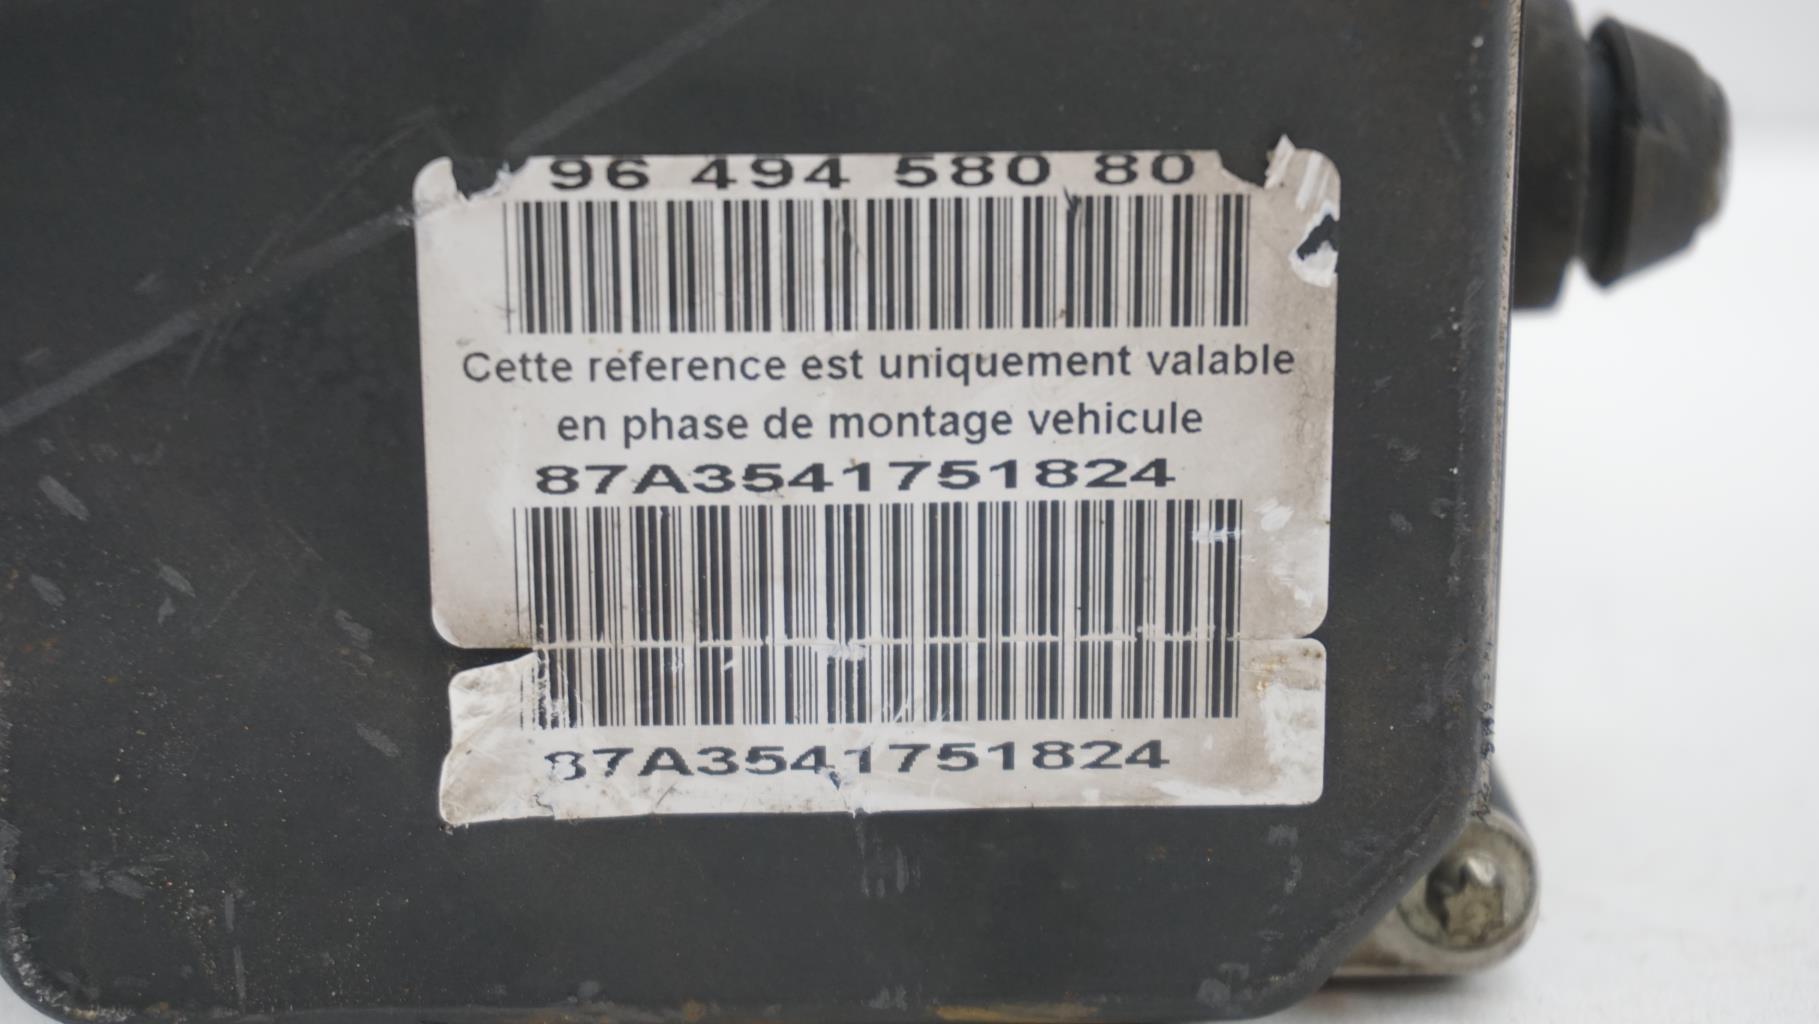 96 494 580 80
Cette reference est uniquement valable
en phase de montage vehicule
87A3541751824
87A3541751824